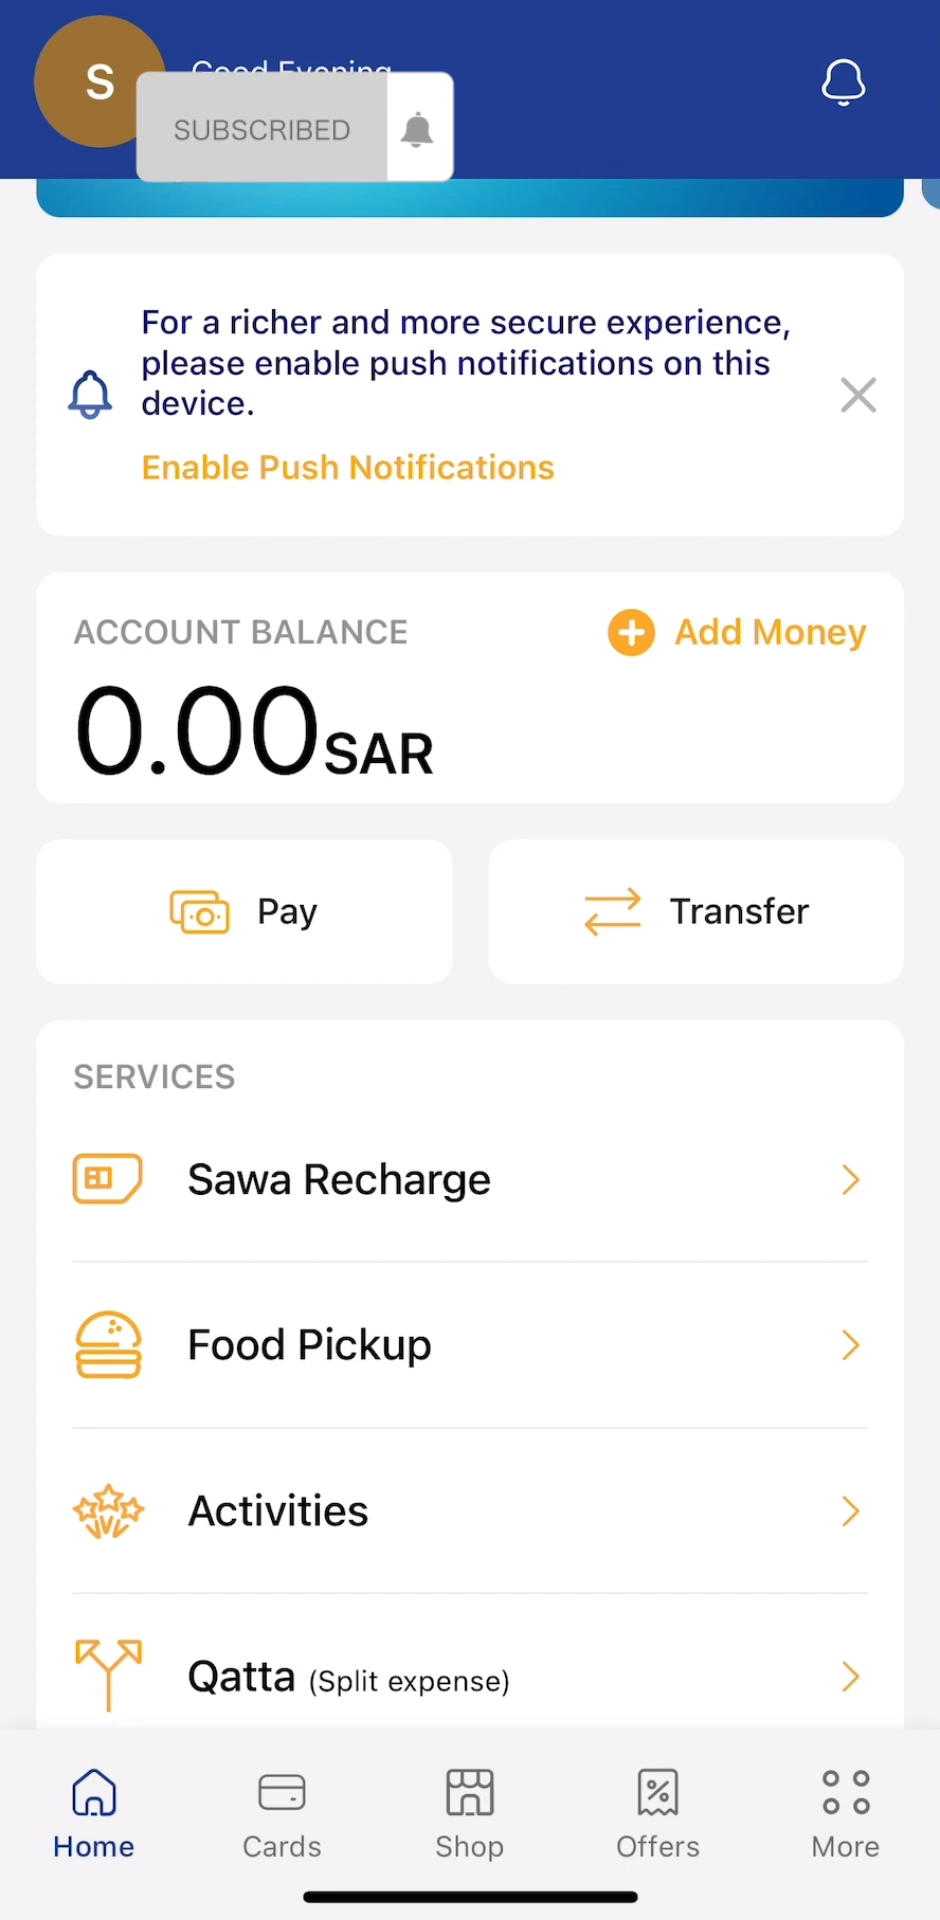 S
Good Evening
SUBSCRIBED
For a richer and more secure experience,
please enable push notifications on this
device.
Enable Push Notifications
ACCOUNT BALANCE
Add Money
0.00 SAR
Pay
Transfer
SERVICES
Sawa Recharge
Food Pickup
Activities
Qatta (Split expense)
Home
Cards
Shop
Offers
More